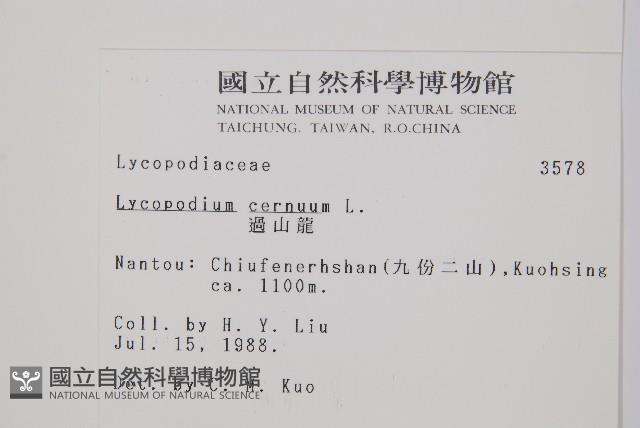 國立自然科學博物館
NATIONAL MUSEUM OF NATURAL SCIENCE
TAICHUNG, TAIWAN, R.O.CHINA
Lycopodiaceae 3578
Lycopodium cernuum L.
過山龍
Nantou: Chiufenerhshan(九份二山),Kuohsing
ca. 1100m.
Coll. by H. Y. Liu
Jul. 15, 1988.
Det. by C. M. Kuo
國立自然科學博物館
NATIONAL MUSEUM OF NATURAL SCIENCE